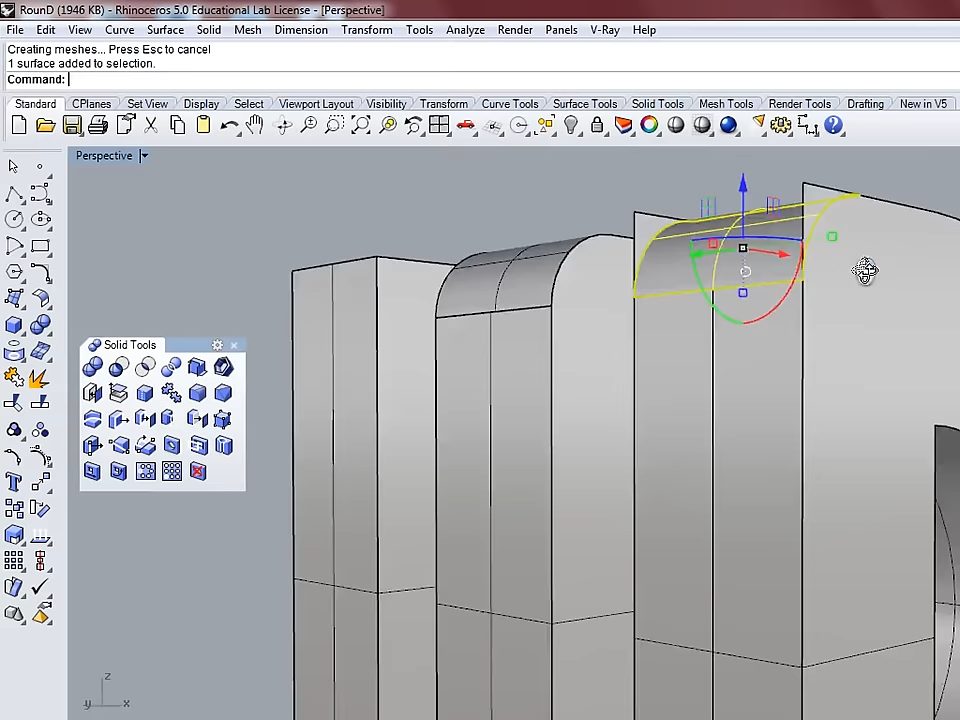 RounD (1946 KB) - Rhinoceros 5.0 Educational Lab License - [Perspective]
File Edit View Curve Surface Solid Mesh Dimension Transform Tools Analyze Render Panels V-Ray Help
Creating meshes... Press Esc to cancel
1 surface added to selection.
Command:
Standard CPlanes Set View Display Select Viewport Layout Visibility Transform Curve Tools Surface Tools Solid Tools Mesh Tools Render Tools Drafting New in V5
Perspective
Solid Tools
z
y x